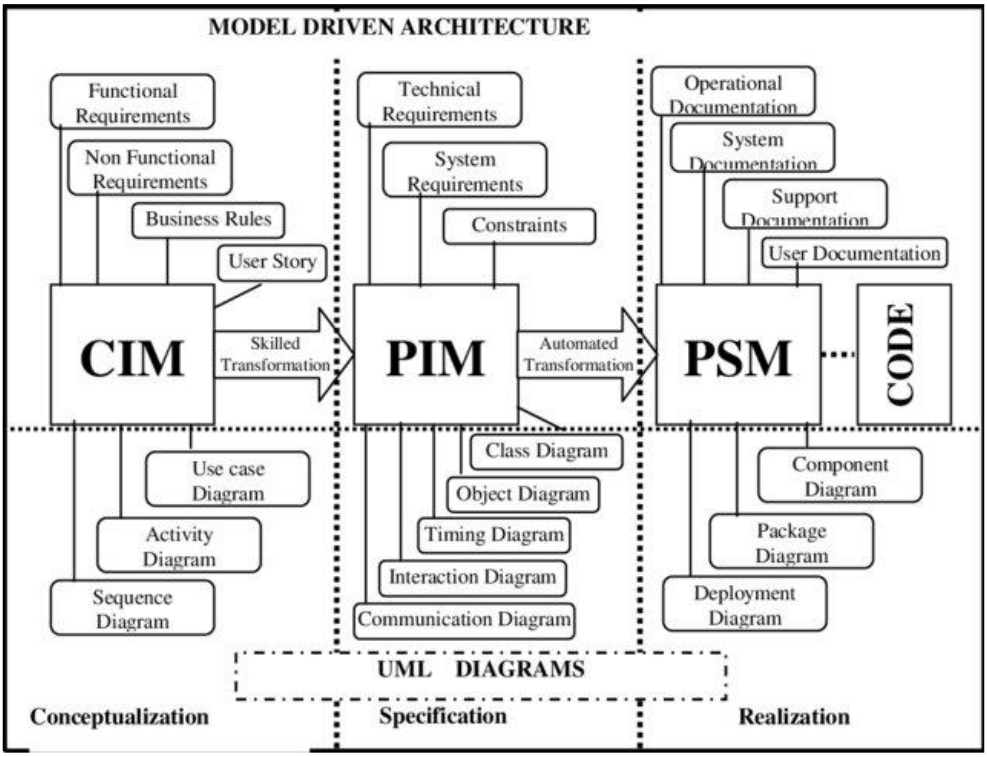 MODEL DRIVEN ARCHITECTURE
Functional
Requirements
Non Functional
Requirements
Business Rules
User Story
Technical
Requirements
System
Requirements
Constraints
Operational
Documentation
System
Documentation
Support
Documentation
User Documentation
CIM
Skilled
Transformation
PIM
Automated
Transformation
PSM
CODE
Use case
Diagram
Activity
Diagram
Sequence
Diagram
Class Diagram
Object Diagram
Timing Diagram
Interaction Diagram
Communication Diagram
Component
Diagram
Package
Diagram
Deployment
Diagram
UML DIAGRAMS
Conceptualization
Specification
Realization